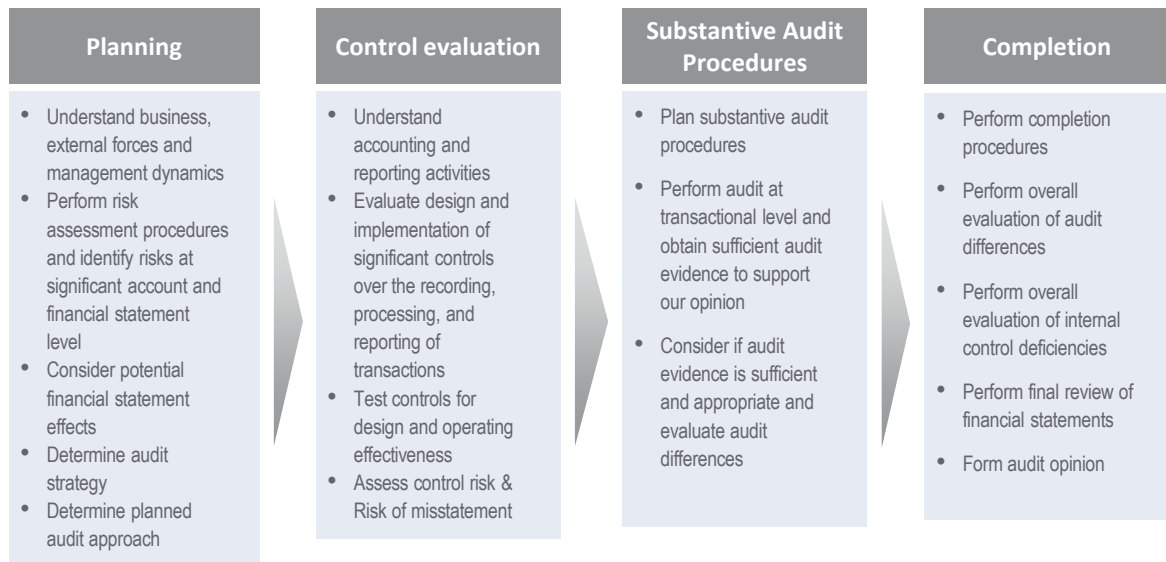 Planning
• Understand business,
external forces and
management dynamics
• Perform risk
assessment procedures
and identify risks at
significant account and
financial statement
level
• Consider potential
financial statement
effects
• Determine audit
strategy
• Determine planned
audit approach
Control evaluation
• Understand
accounting and
reporting activities
• Evaluate design and
implementation of
significant controls
over the recording,
processing, and
reporting of
transactions
• Test controls for
design and operating
effectiveness
• Assess control risk &
Risk of misstatement
Substantive Audit
Procedures
• Plan substantive audit
procedures
• Perform audit at
transactional level and
obtain sufficient audit
evidence to support
our opinion
• Consider if audit
evidence is sufficient
and appropriate and
evaluate audit
differences
Completion
• Perform completion
procedures
• Perform overall
evaluation of audit
differences
• Perform overall
evaluation of internal
control deficiencies
• Perform final review of
financial statements
• Form audit opinion